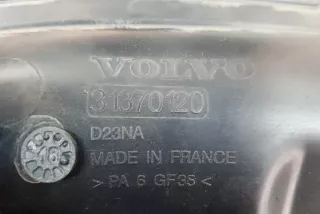 VOLVO
31370120
D23NA
MADE IN FRANCE
> PA 6 GF35 <